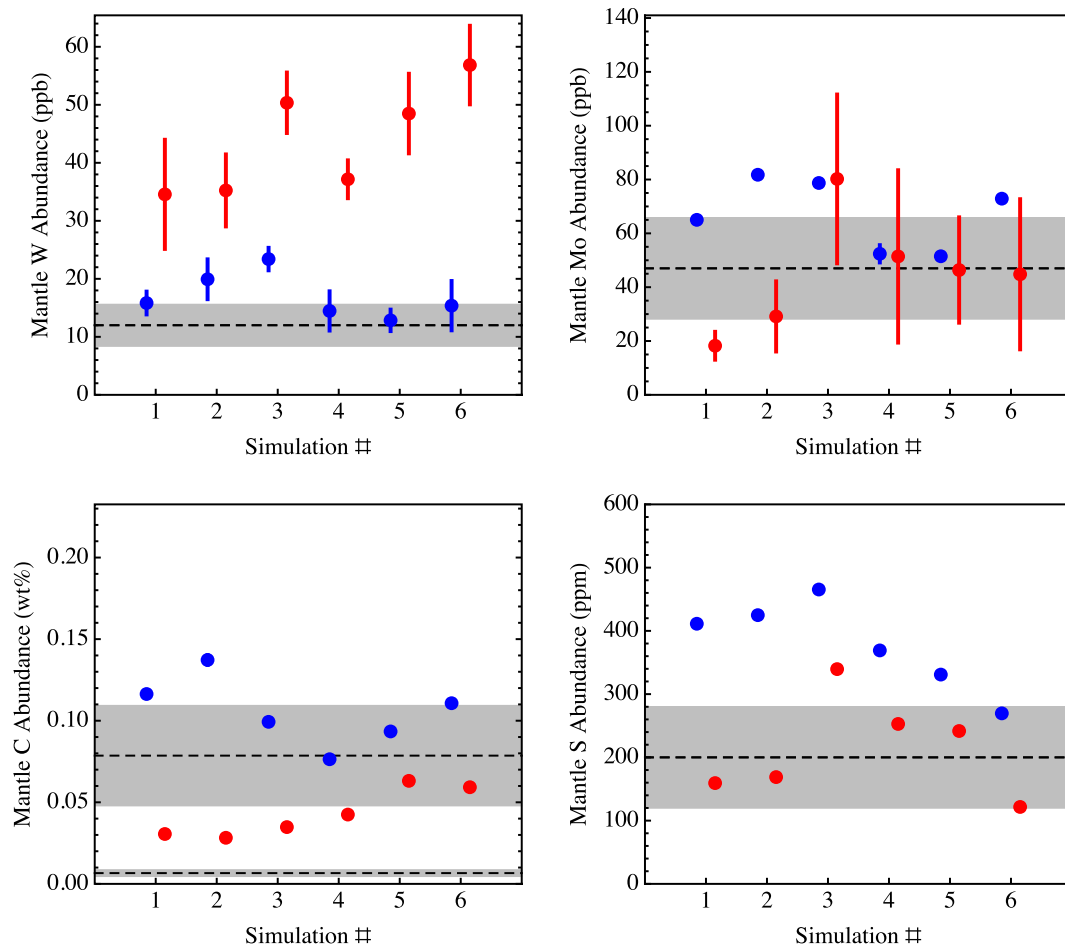 Mantle W Abundance (ppb)
60
50
40
30
20
10
0
1 2 3 4 5 6
Simulation #
Mantle Mo Abundance (ppb)
140
120
100
80
60
40
20
0
1 2 3 4 5 6
Simulation #
Mantle C Abundance (wt%)
0.20
0.15
0.10
0.05
0.00
1 2 3 4 5 6
Simulation #
Mantle S Abundance (ppm)
600
500
400
300
200
100
0
1 2 3 4 5 6
Simulation #